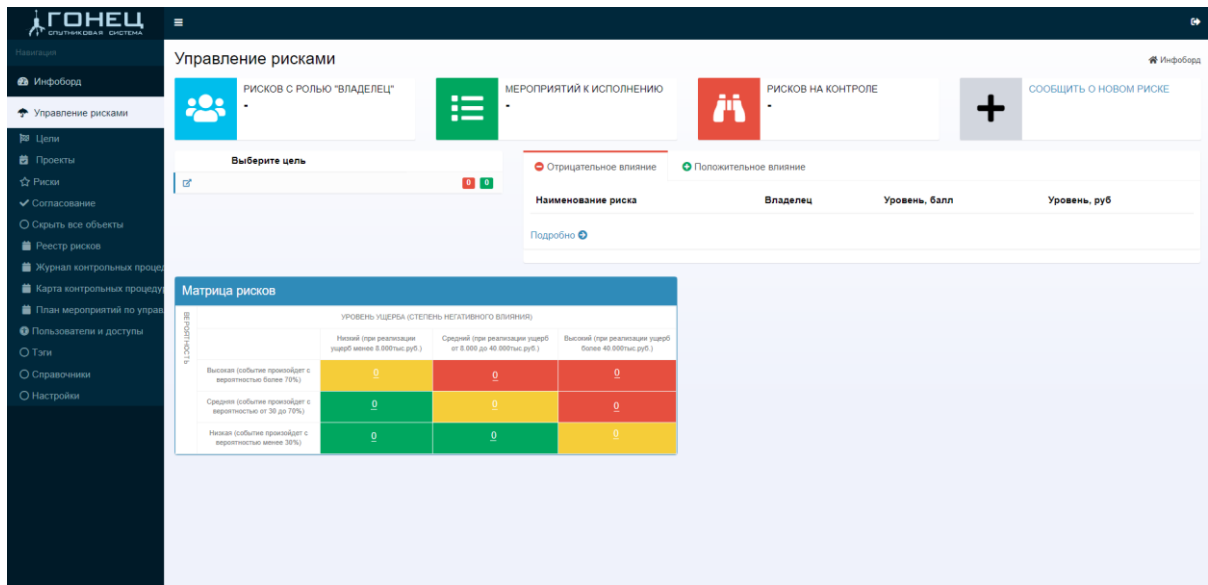 ГОНЕЦ
СПУТНИКОВАЯ СИСТЕМА
Навигация
Инфоборд
Управление рисками
Цели
Проекты
Риски
Согласование
Скрыть все объекты
Реестр рисков
Журнал контрольных процед
Карта контрольных процедур
План мероприятий по управ
Пользователи и доступы
Тэги
Справочники
Настройки
Управление рисками
Инфоборд
РИСКОВ С РОЛЬЮ "ВЛАДЕЛЕЦ"
-
МЕРОПРИЯТИЙ К ИСПОЛНЕНИЮ
-
РИСКОВ НА КОНТРОЛЕ
-
СООБЩИТЬ О НОВОМ РИСКЕ
Выберите цель
0 0
Отрицательное влияние Положительное влияние
Наименование риска Владелец Уровень, балл Уровень, руб
Подробно
Матрица рисков
ВЕРОЯТНОСТЬ
УРОВЕНЬ УЩЕРБА (СТЕПЕНЬ НЕГАТИВНОГО ВЛИЯНИЯ)
Низкий (при реализации
ущерб менее 8.000тыс.руб.)
Средний (при реализации ущерб
от 8.000 до 40.000тыс.руб.)
Высокий (при реализации ущерб
более 40.000тыс.руб.)
Высокая (событие произойдет с
вероятностью более 70%)
0 0 0
Средняя (событие произойдет с
вероятностью от 30 до 70%)
0 0 0
Низкая (событие произойдет с
вероятностью менее 30%)
0 0 0